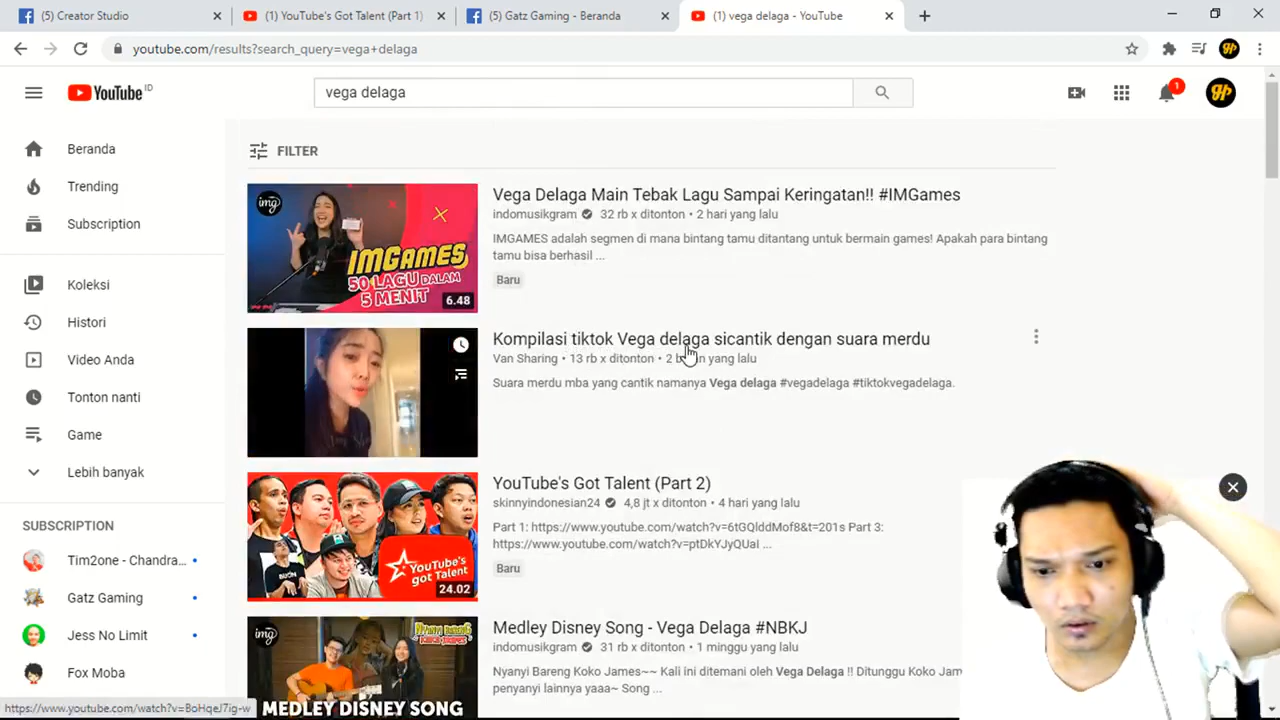 (5) Creator Studio
(1) YouTube's Got Talent (Part 1)
(5) Gatz Gaming - Beranda
(1) vega delaga - YouTube
youtube.com/results?search_query=vega+delaga
YouTube ID
vega delaga
1
Beranda
Trending
Subscription
Koleksi
Histori
Video Anda
Tonton nanti
Game
Lebih banyak
SUBSCRIPTION
Tim2one - Chandra...
Gatz Gaming
Jess No Limit
Fox Moba
FILTER
img
IMGAMES
50 LAGU DALAM
5 MENIT
6.48
Vega Delaga Main Tebak Lagu Sampai Keringatan!! #IMGames
indomusikgram 32 rb x ditonton • 2 hari yang lalu
IMGAMES adalah segmen di mana bintang tamu ditantang untuk bermain games! Apakah para bintang
tamu bisa berhasil ...
Baru
Kompilasi tiktok Vega delaga sicantik dengan suara merdu
Van Sharing • 13 rb x ditonton • 2 bulan yang lalu
Suara merdu mba yang cantik namanya Vega delaga #vegadelaga #tiktokvegadelaga.
YouTube's
got Talent
24.02
YouTube's Got Talent (Part 2)
skinnyindonesian24 4,8 jt x ditonton • 4 hari yang lalu
Part 1: https://www.youtube.com/watch?v=6tGQlddMof8&t=201s Part 3:
https://www.youtube.com/watch?v=ptDkYJyQUaI ...
Baru
img
NYANYI BARENG
KOKO JAMES
MEDLEY DISNEY SONG
Medley Disney Song - Vega Delaga #NBKJ
indomusikgram 31 rb x ditonton • 1 minggu yang lalu
Nyanyi Bareng Koko James~~ Kali ini ditemani oleh Vega Delaga !! Ditunggu Koko Jam
penyanyi lainnya yaaa~ Song ...
https://www.youtube.com/watch?v=BoHqeJ7ig-w